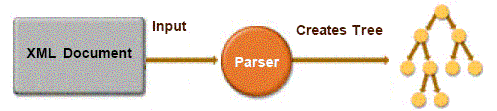 XML Document
Input
Parser
Creates Tree